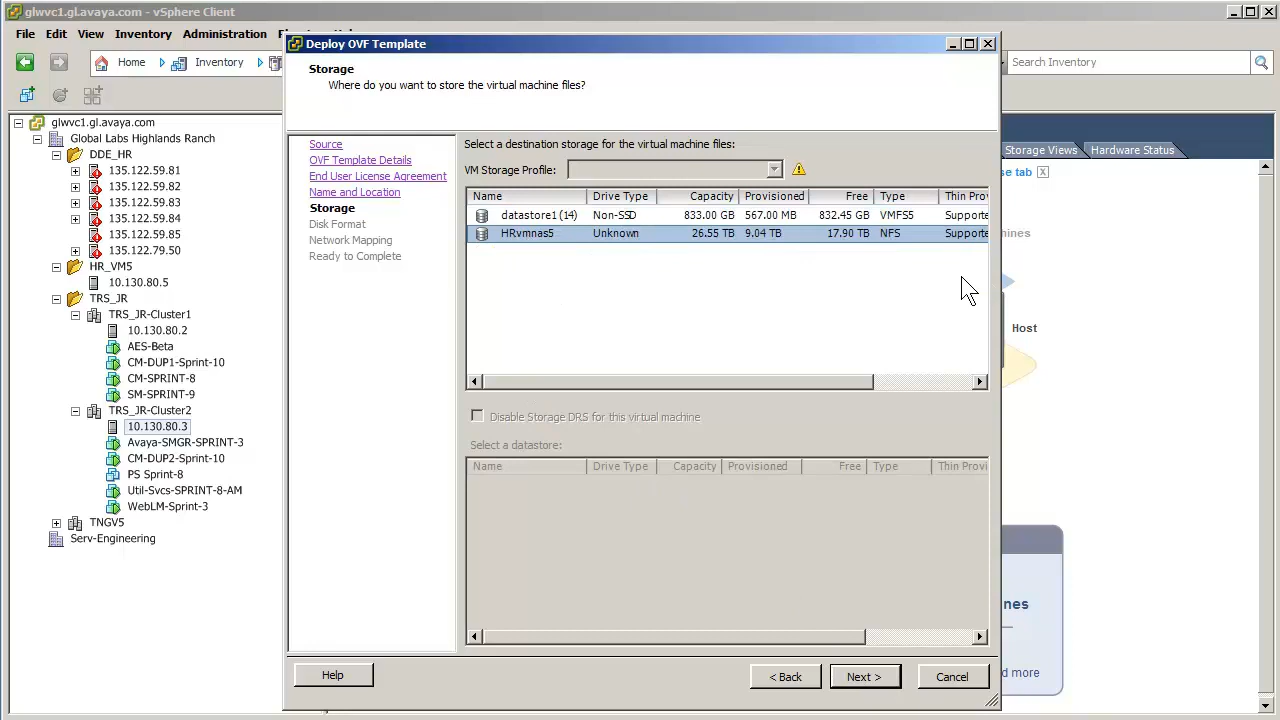 glwvc1.gl.avaya.com - vSphere Client
File Edit View Inventory Administration
Home Inventory
Search Inventory
glwvc1.gl.avaya.com
Global Labs Highlands Ranch
DDE_HR
135.122.59.81
135.122.59.82
135.122.59.83
135.122.59.84
135.122.59.85
135.122.79.50
HR_VM5
10.130.80.5
TRS_JR
TRS_JR-Cluster1
10.130.80.2
AES-Beta
CM-DUP1-Sprint-10
CM-SPRINT-8
SM-SPRINT-9
TRS_JR-Cluster2
10.130.80.3
Avaya-SMGR-SPRINT-3
CM-DUP2-Sprint-10
PS Sprint-8
Util-Svcs-SPRINT-8-AM
WebLM-Sprint-3
TNGV5
Serv-Engineering
Deploy OVF Template
Storage
Where do you want to store the virtual machine files?
Source
OVF Template Details
End User License Agreement
Name and Location
Storage
Disk Format
Network Mapping
Ready to Complete
Select a destination storage for the virtual machine files:
VM Storage Profile:
Name Drive Type Capacity Provisioned Free Type Thin Prov
datastore1 (14) Non-SSD 833.00 GB 567.00 MB 832.45 GB VMFS5 Supporte
HRvmnas5 Unknown 26.55 TB 9.04 TB 17.90 TB NFS Supporte
Disable Storage DRS for this virtual machine
Select a datastore:
Name Drive Type Capacity Provisioned Free Type Thin Provi
Help < Back Next > Cancel
Storage Views Hardware Status
se tab
hines
Host
nes
d more